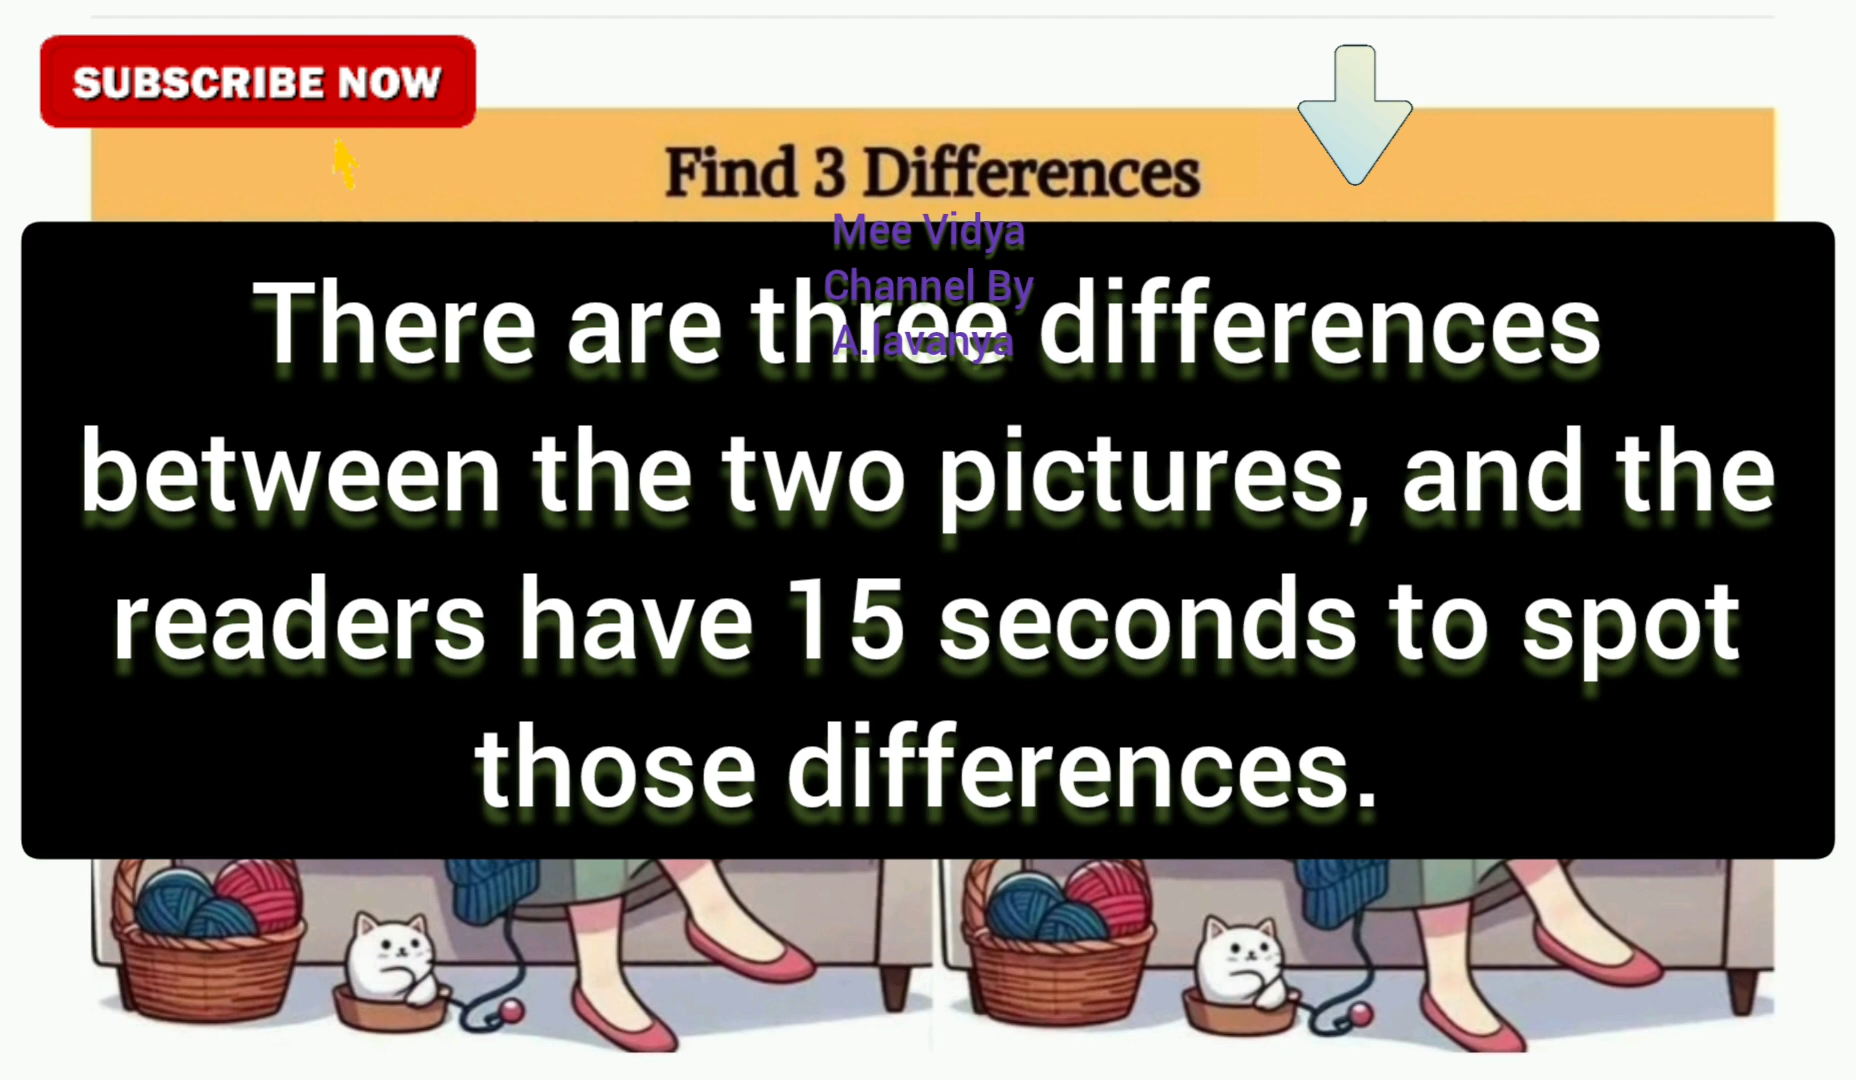 SUBSCRIBE NOW
Find 3 Differences
Mee Vidya
Channel By
A.lavanya
There are three differences
between the two pictures, and the
readers have 15 seconds to spot
those differences.